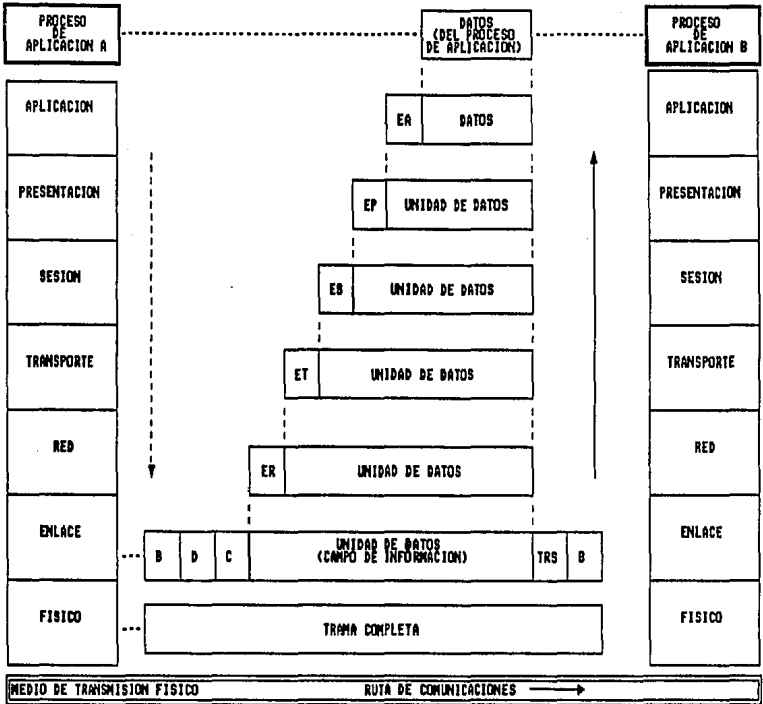 PROCESO
DE
APLICACION A
DATOS
(DEL PROCESO
DE APLICACION)
PROCESO
DE
APLICACION B
APLICACION
EA
DATOS
APLICACION
PRESENTACION
EP
UNIDAD DE DATOS
PRESENTACION
SESION
ES
UNIDAD DE DATOS
SESION
TRANSPORTE
ET
UNIDAD DE DATOS
TRANSPORTE
RED
ER
UNIDAD DE DATOS
RED
ENLACE
B
D
C
UNIDAD DE DATOS
(CAMPO DE INFORMACION)
TRS
B
ENLACE
FISICO
TRAMA COMPLETA
FISICO
MEDIO DE TRANSMISION FISICO
RUTA DE COMUNICACIONES